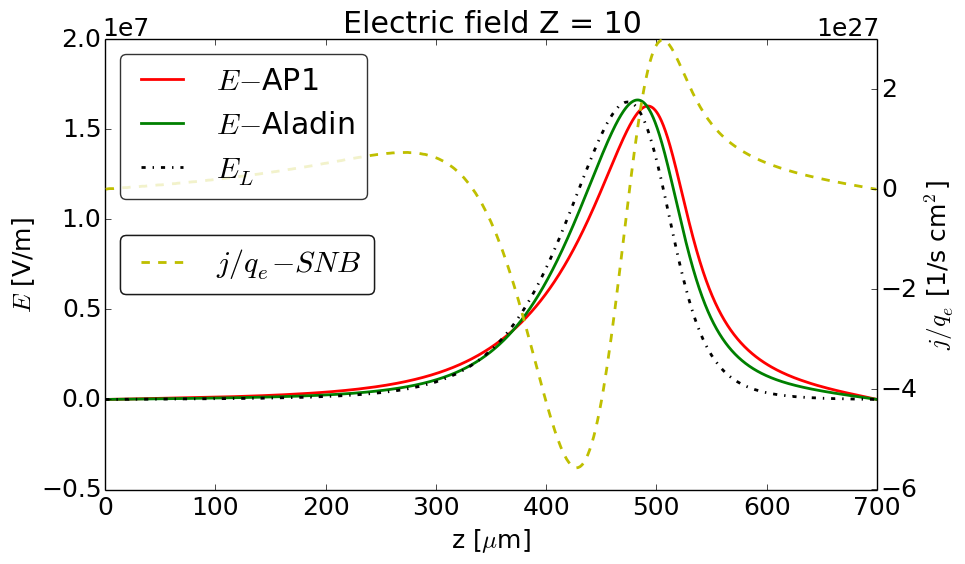 Electric field Z = 10
1e7
1e27
2.0
1.5
1.0
0.5
0.0
−0.5
E [V/m]
E−AP1
E−Aladin
E_L
j/q_e−SNB
2
0
−2
−4
−6
j/q_e [1/s cm²]
0 100 200 300 400 500 600 700
z [μm]